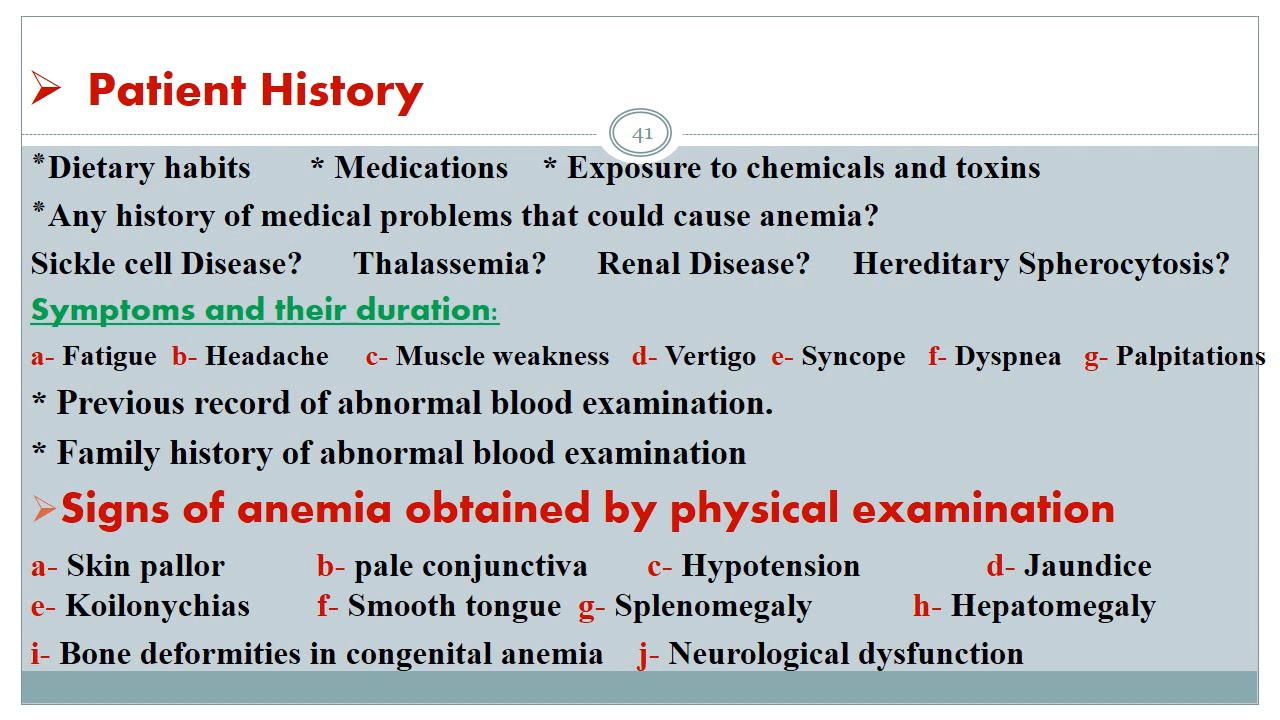 ➢ Patient History
41
*Dietary habits * Medications * Exposure to chemicals and toxins
*Any history of medical problems that could cause anemia?
Sickle cell Disease? Thalassemia? Renal Disease? Hereditary Spherocytosis?
Symptoms and their duration:
a- Fatigue b- Headache c- Muscle weakness d- Vertigo e- Syncope f- Dyspnea g- Palpitations
* Previous record of abnormal blood examination.
* Family history of abnormal blood examination
➢Signs of anemia obtained by physical examination
a- Skin pallor b- pale conjunctiva c- Hypotension d- Jaundice
e- Koilonychias f- Smooth tongue g- Splenomegaly h- Hepatomegaly
i- Bone deformities in congenital anemia j- Neurological dysfunction